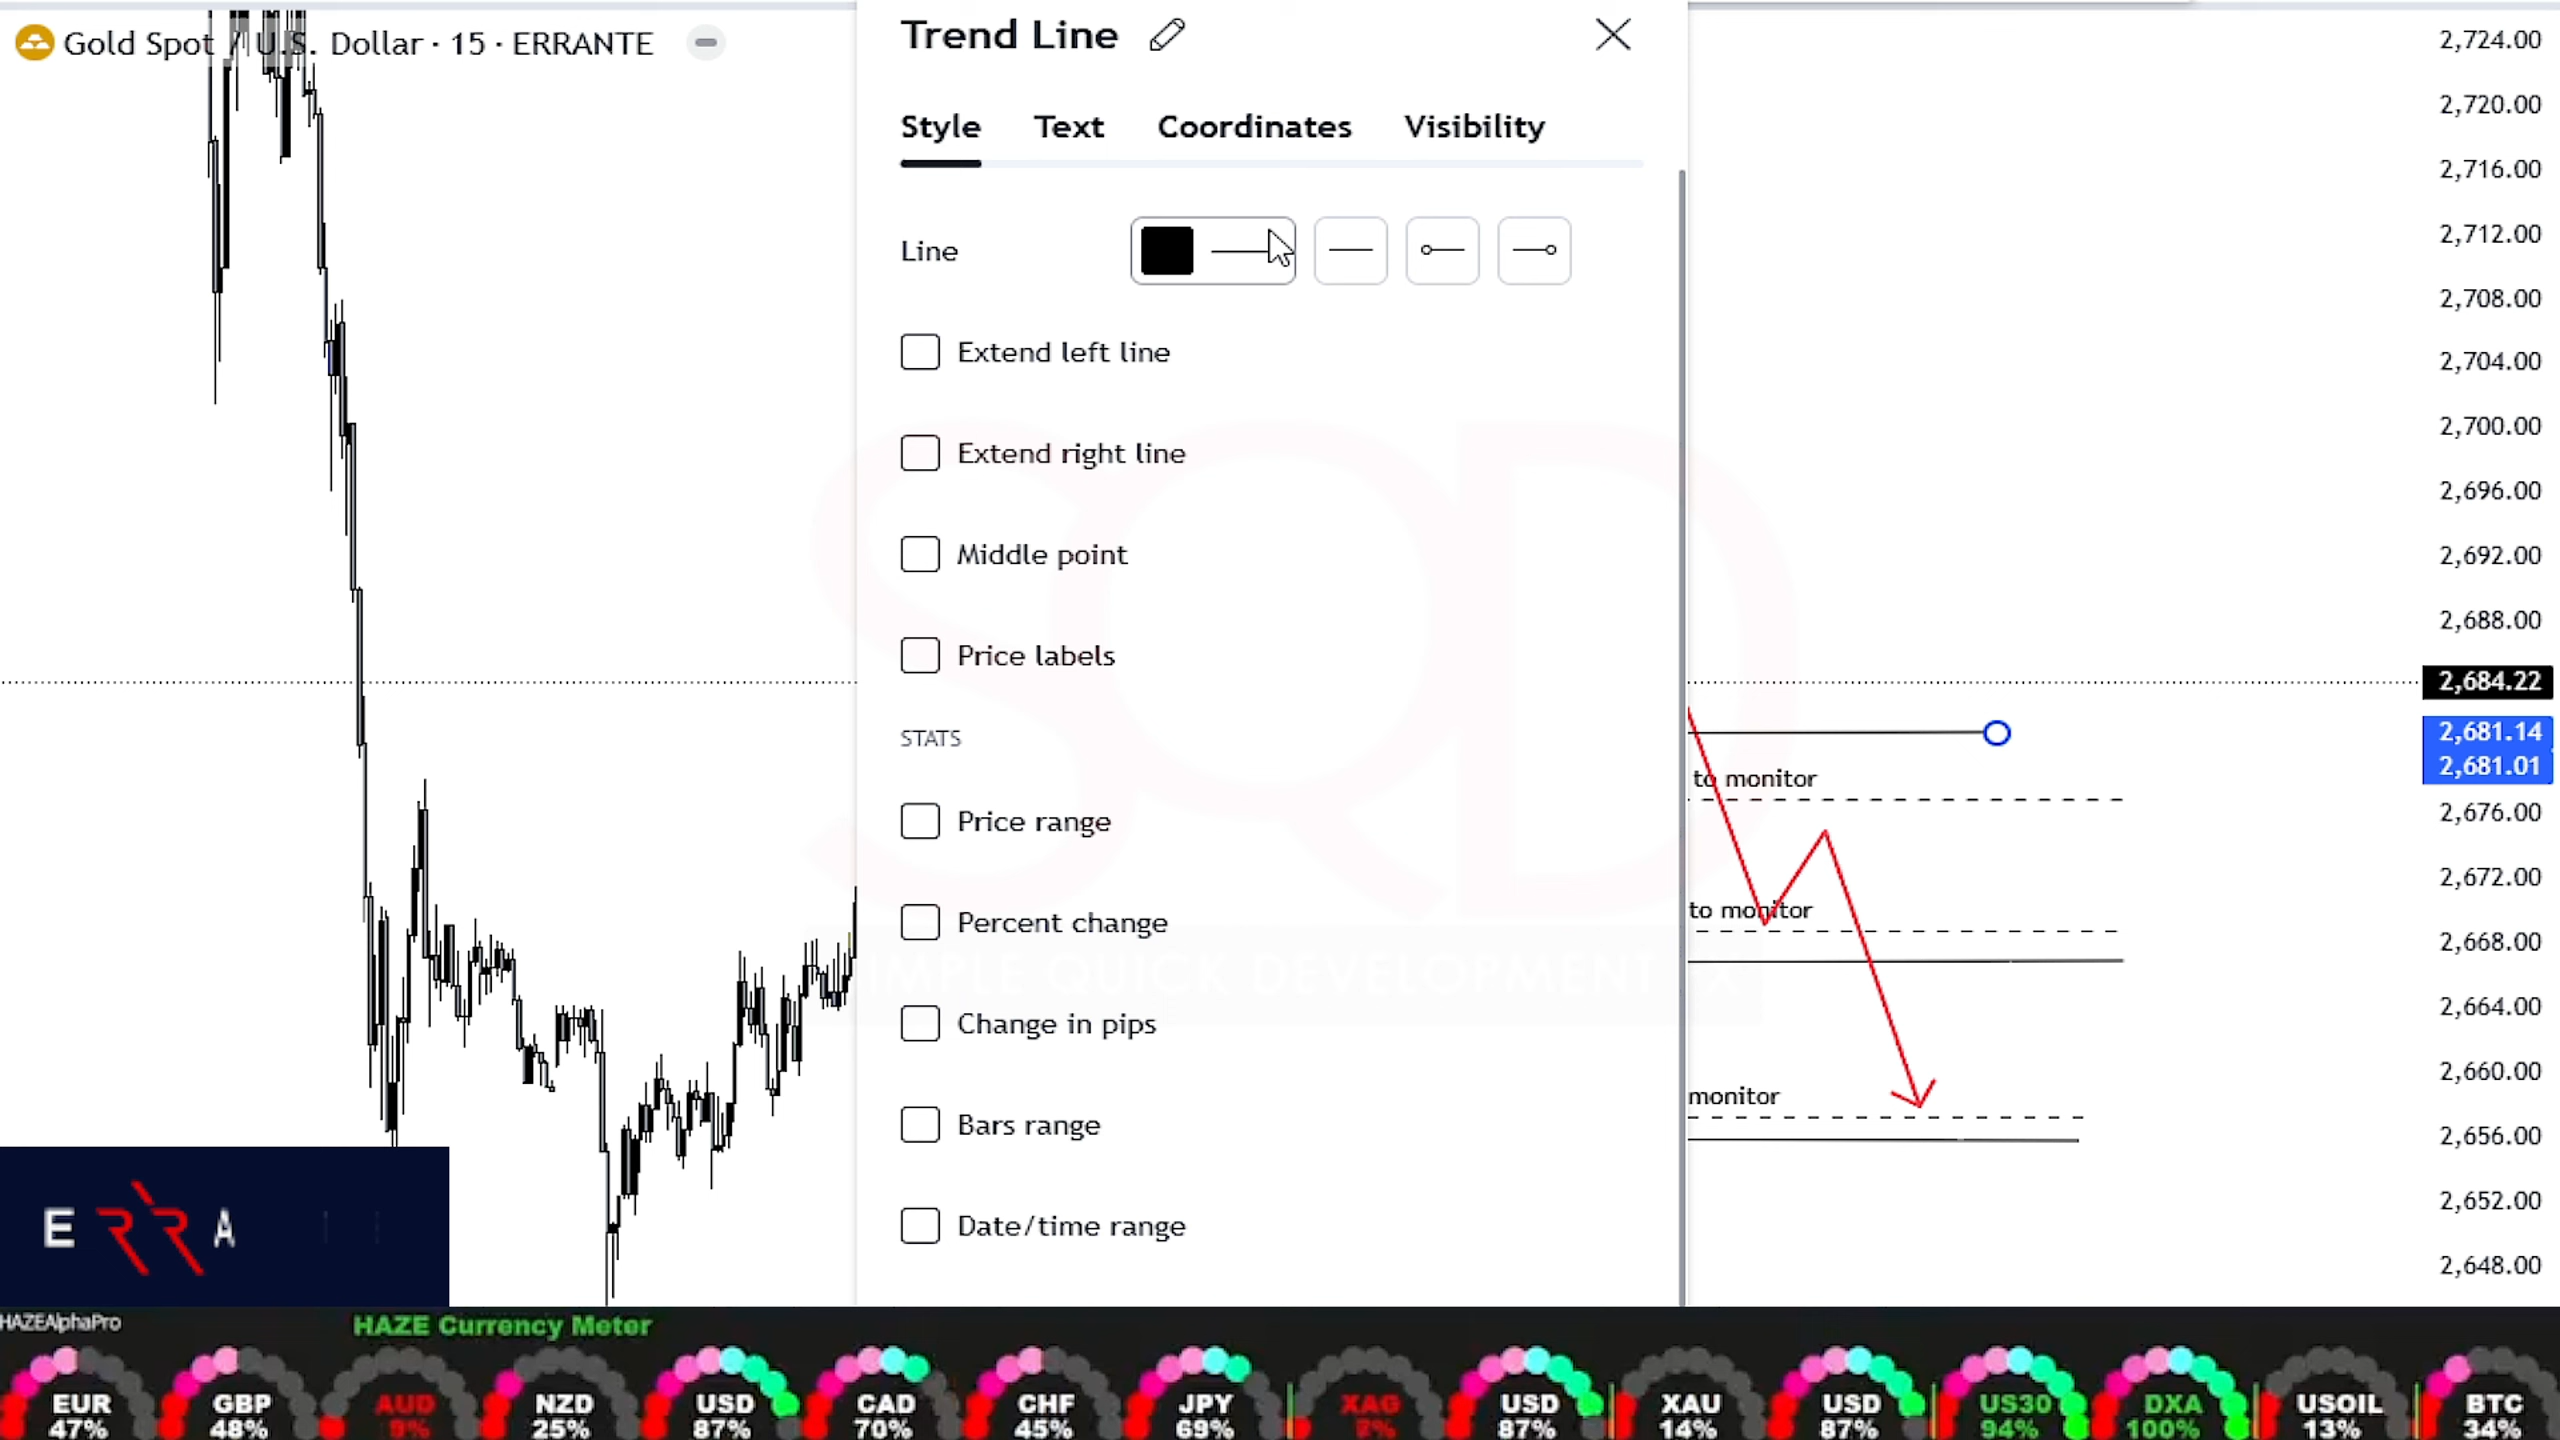 Gold Spot / U.S. Dollar · 15 · ERRANTE
Trend Line
Style Text Coordinates Visibility
Line
Extend left line
Extend right line
Middle point
Price labels
STATS
Price range
Percent change
Change in pips
Bars range
Date/time range
SQD
QUICK DEVELOPMENT
to monitor
to monitor
monitor
2,724.00
2,720.00
2,716.00
2,712.00
2,708.00
2,704.00
2,700.00
2,696.00
2,692.00
2,688.00
2,684.22
2,681.14
2,681.01
2,676.00
2,672.00
2,668.00
2,664.00
2,660.00
2,656.00
2,652.00
2,648.00
ERRA
HAZEAlphaPro
HAZE Currency Meter
EUR GBP AUD NZD USD CAD CHF JPY XAG USD XAU USD US30 DXA USOIL BTC
47% 48% 25% 87% 70% 45% 69% 7% 87% 14% 87% 94% 100% 13% 34%